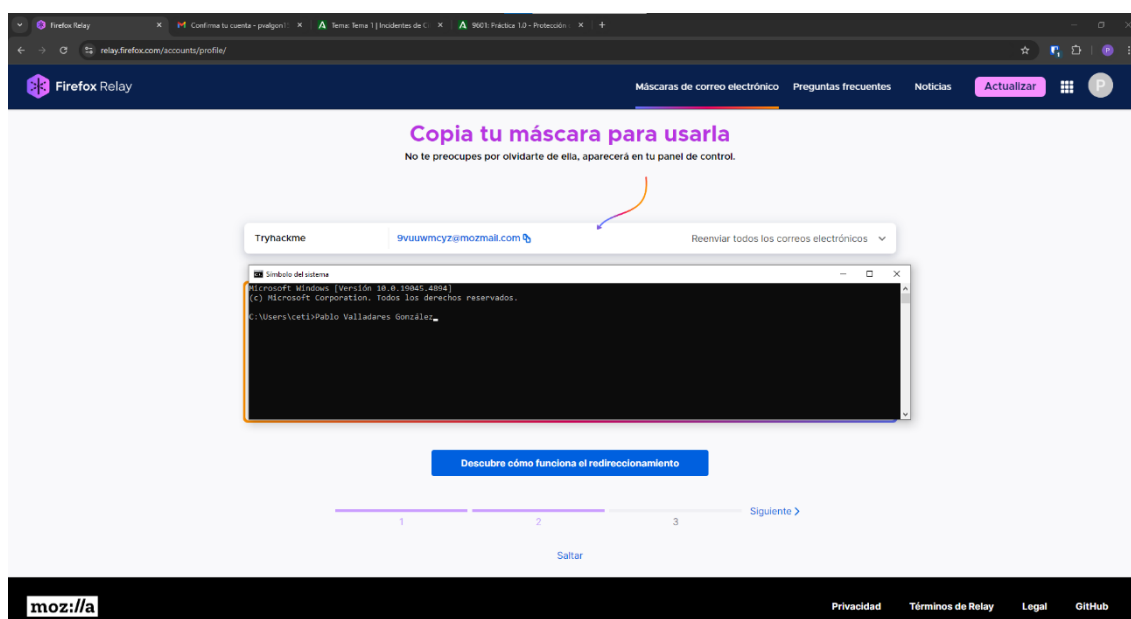 Firefox Relay
Confirma tu cuenta - pvalgon1
Tema: Tema 1 | Incidentes de C
9601: Práctica 1.0 - Protección
relay.firefox.com/accounts/profile/
Firefox Relay
Máscaras de correo electrónico
Preguntas frecuentes
Noticias
Actualizar
P
Copia tu máscara para usarla
No te preocupes por olvidarte de ella, aparecerá en tu panel de control.
Tryhackme
9vuuwmcyz@mozmail.com
Reenviar todos los correos electrónicos
Símbolo del sistema
Microsoft Windows [Versión 10.0.19045.4894]
(c) Microsoft Corporation. Todos los derechos reservados.
C:\Users\ceti>Pablo Valladares González
Descubre cómo funciona el redireccionamiento
1
2
3
Siguiente
Saltar
moz://a
Privacidad
Términos de Relay
Legal
GitHub